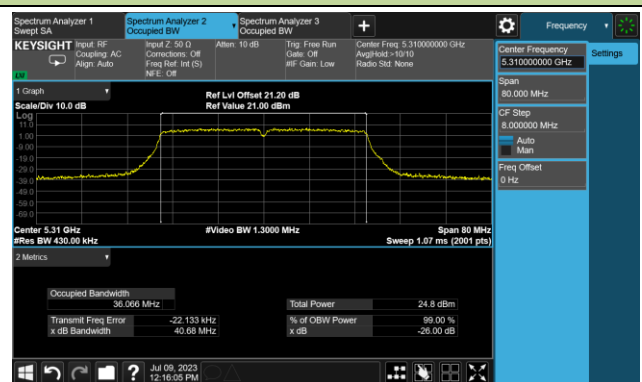 Spectrum Analyzer 1
Swept SA
Spectrum Analyzer 2
Occupied BW
Spectrum Analyzer 3
Occupied BW
+
Frequency
KEYSIGHT
Input: RF
Coupling: AC
Align: Auto
Input Z: 50 Ω
Corrections: Off
Freq Ref: Int (S)
NFE: Off
Atten: 10 dB
Trig: Free Run
Gate: Off
#IF Gain: Low
Center Freq: 5.310000000 GHz
Avg|Hold:>10/10
Radio Std: None
Center Frequency
5.310000000 GHz
Settings
Span
80.000 MHz
CF Step
8.000000 MHz
Auto
Man
Freq Offset
0 Hz
1 Graph
Scale/Div 10.0 dB
Ref Lvl Offset 21.20 dB
Ref Value 21.00 dBm
Log
11.0
1.00
-9.00
-19.0
-29.0
-39.0
-49.0
-59.0
-69.0
Center 5.31 GHz
#Res BW 430.00 kHz
#Video BW 1.3000 MHz
Span 80 MHz
Sweep 1.07 ms (2001 pts)
2 Metrics
Occupied Bandwidth
36.066 MHz
Total Power 24.8 dBm
Transmit Freq Error -22.133 kHz
% of OBW Power 99.00 %
x dB Bandwidth 40.68 MHz
x dB -26.00 dB
?
Jul 09, 2023
12:16:05 PM